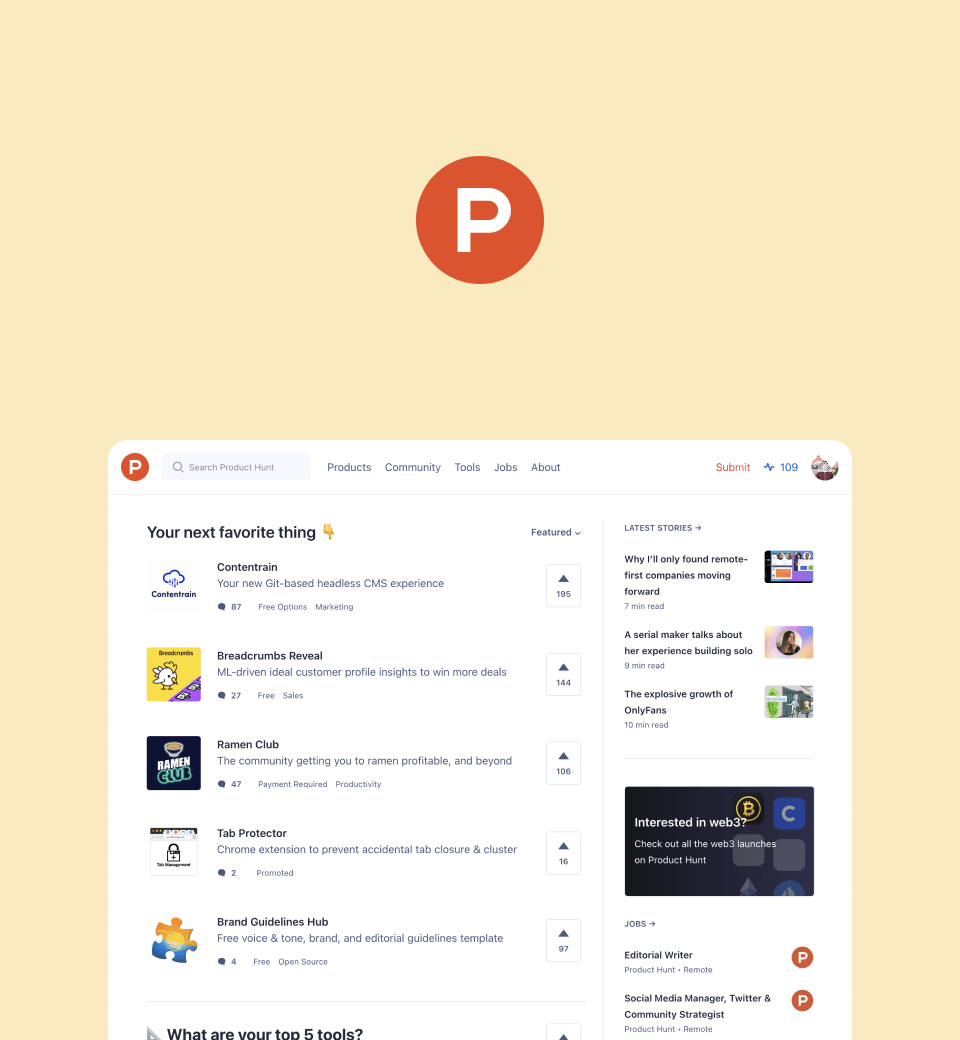 P
P
Search Product Hunt
Products
Community
Tools
Jobs
About
Submit
109
Your next favorite thing 👇
Featured
Contentrain
Contentrain
Your new Git-based headless CMS experience
87 Free Options Marketing
195
Breadcrumbs
Breadcrumbs Reveal
ML-driven ideal customer profile insights to win more deals
27 Free Sales
144
RAMEN
CLUB
Ramen Club
The community getting you to ramen profitable, and beyond
47 Payment Required Productivity
106
Tab Management
Tab Protector
Chrome extension to prevent accidental tab closure & cluster
2 Promoted
16
Brand Guidelines Hub
Free voice & tone, brand, and editorial guidelines template
4 Free Open Source
97
What are your top 5 tools?
LATEST STORIES →
Why I'll only found remote-
first companies moving
forward
7 min read
A serial maker talks about
her experience building solo
9 min read
The explosive growth of
OnlyFans
10 min read
Interested in web3?
Check out all the web3 launches
on Product Hunt
JOBS →
Editorial Writer
Product Hunt • Remote
P
Social Media Manager, Twitter &
Community Strategist
Product Hunt • Remote
P